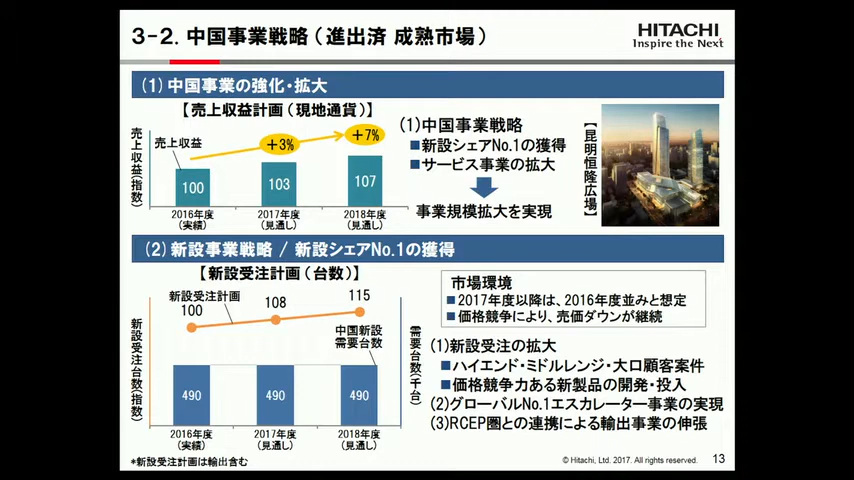 3-2. 中国事業戦略（進出済 成熟市場）
HITACHI
Inspire the Next
(1) 中国事業の強化・拡大
【売上収益計画（現地通貨）】
売上収益（指数）
売上収益
+3%
+7%
100
103
107
2016年度
(実績)
2017年度
(見通し)
2018年度
(見通し)
(1)中国事業戦略
■新設シェアNo.1の獲得
■サービス事業の拡大
事業規模拡大を実現
【昆明恒隆広場】
(2) 新設事業戦略 / 新設シェアNo.1の獲得
【新設受注計画（台数）】
新設受注台数（指数）
新設受注計画
100
108
115
中国新設
需要台数
490
490
490
需要台数（千台）
2016年度
(実績)
2017年度
(見通し)
2018年度
(見通し)
*新設受注計画は輸出含む
市場環境
■2017年度以降は、2016年度並みと想定
■価格競争により、売価ダウンが継続
(1)新設受注の拡大
■ハイエンド・ミドルレンジ・大口顧客案件
■価格競争力ある新製品の開発・投入
(2)グローバルNo.1エスカレーター事業の実現
(3)RCEP圏との連携による輸出事業の伸張
© Hitachi, Ltd. 2017. All rights reserved.
13